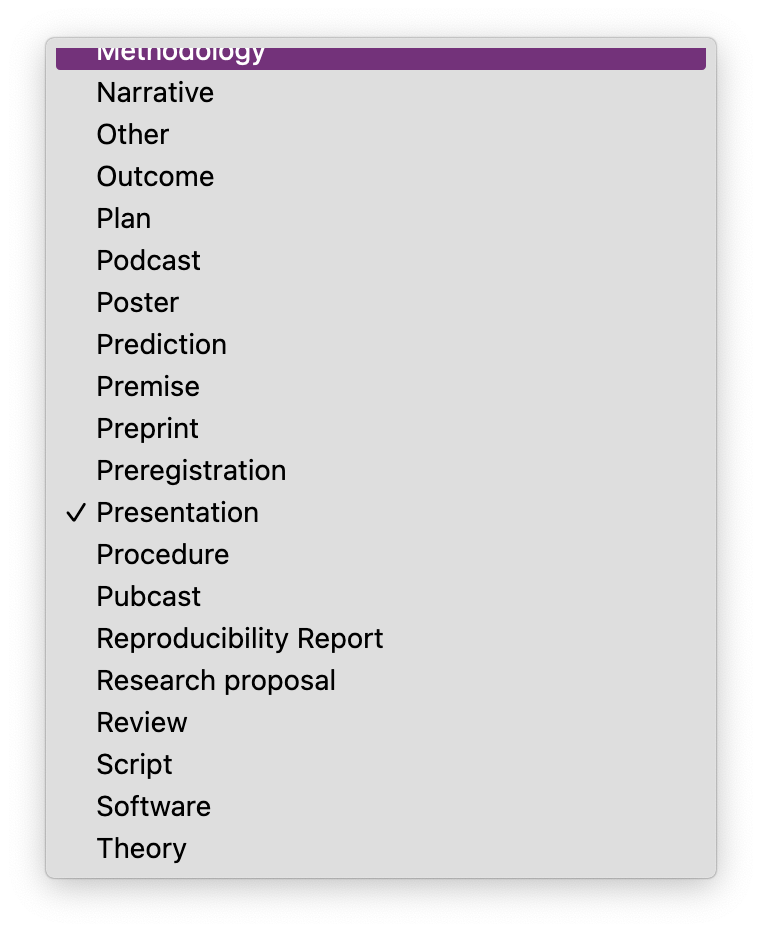 Methodology
Narrative
Other
Outcome
Plan
Podcast
Poster
Prediction
Premise
Preprint
Preregistration
✓ Presentation
Procedure
Pubcast
Reproducibility Report
Research proposal
Review
Script
Software
Theory